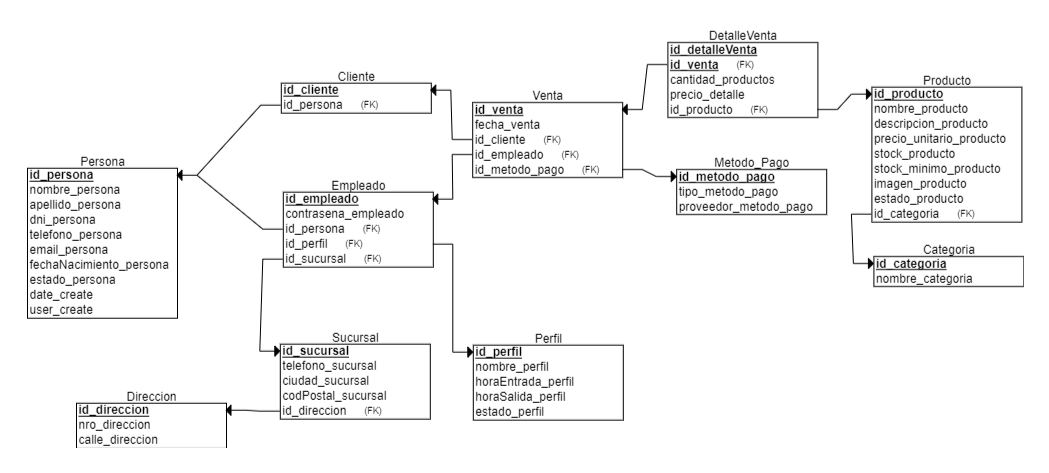 DetalleVenta
id_detalleVenta
id_venta (FK)
cantidad_productos
precio_detalle
id_producto (FK)
Cliente
id_cliente
id_persona (FK)
Venta
id_venta
fecha_venta
id_cliente (FK)
id_empleado (FK)
id_metodo_pago (FK)
Producto
id_producto
nombre_producto
descripcion_producto
precio_unitario_producto
stock_producto
stock_minimo_producto
imagen_producto
estado_producto
id_categoria (FK)
Persona
id_persona
nombre_persona
apellido_persona
dni_persona
telefono_persona
email_persona
fechaNacimiento_persona
estado_persona
date_create
user_create
Empleado
id_empleado
contrasena_empleado
id_persona (FK)
id_perfil (FK)
id_sucursal (FK)
Metodo_Pago
id_metodo_pago
tipo_metodo_pago
proveedor_metodo_pago
Categoria
id_categoria
nombre_categoria
Sucursal
id_sucursal
telefono_sucursal
ciudad_sucursal
codPostal_sucursal
id_direccion (FK)
Perfil
id_perfil
nombre_perfil
horaEntrada_perfil
horaSalida_perfil
estado_perfil
Direccion
id_direccion
nro_direccion
calle_direccion